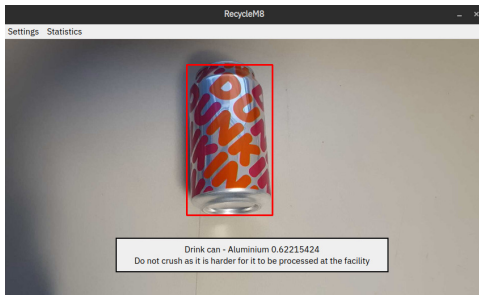 RecycleM8
Settings Statistics
DUNKIN'
Drink can - Aluminium 0.62215424
Do not crush as it is harder for it to be processed at the facility